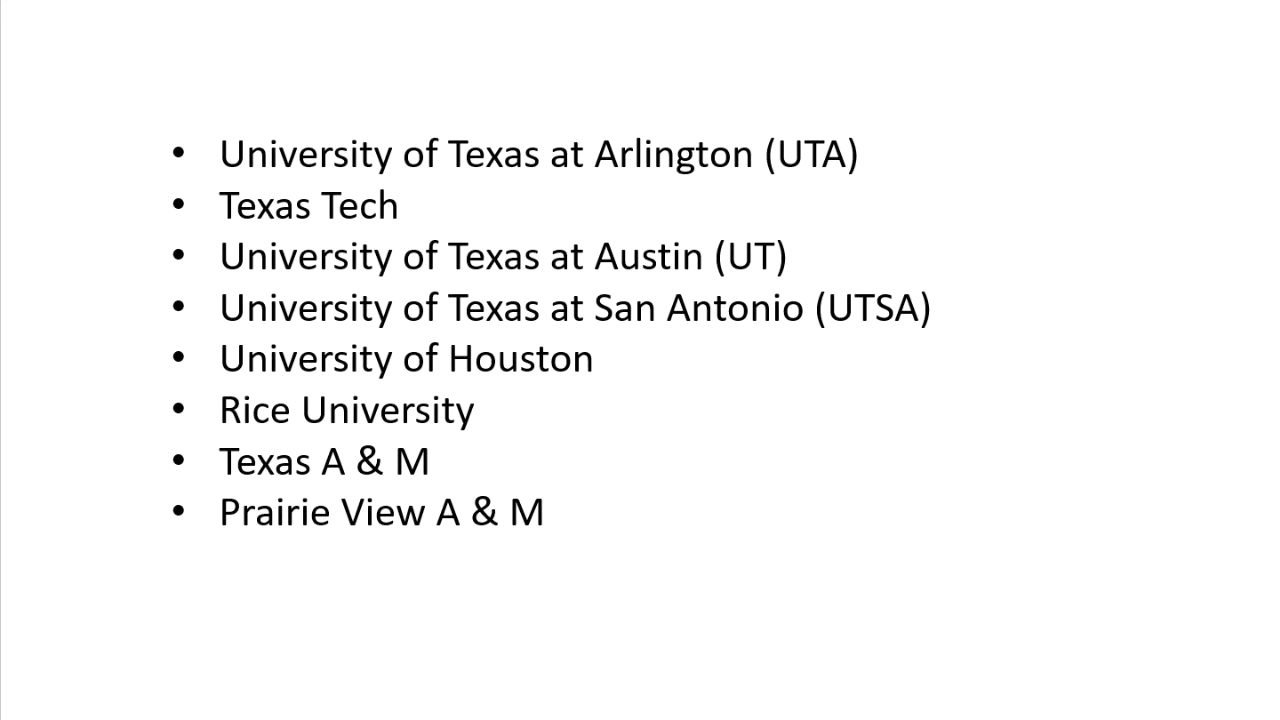 • University of Texas at Arlington (UTA)
• Texas Tech
• University of Texas at Austin (UT)
• University of Texas at San Antonio (UTSA)
• University of Houston
• Rice University
• Texas A & M
• Prairie View A & M